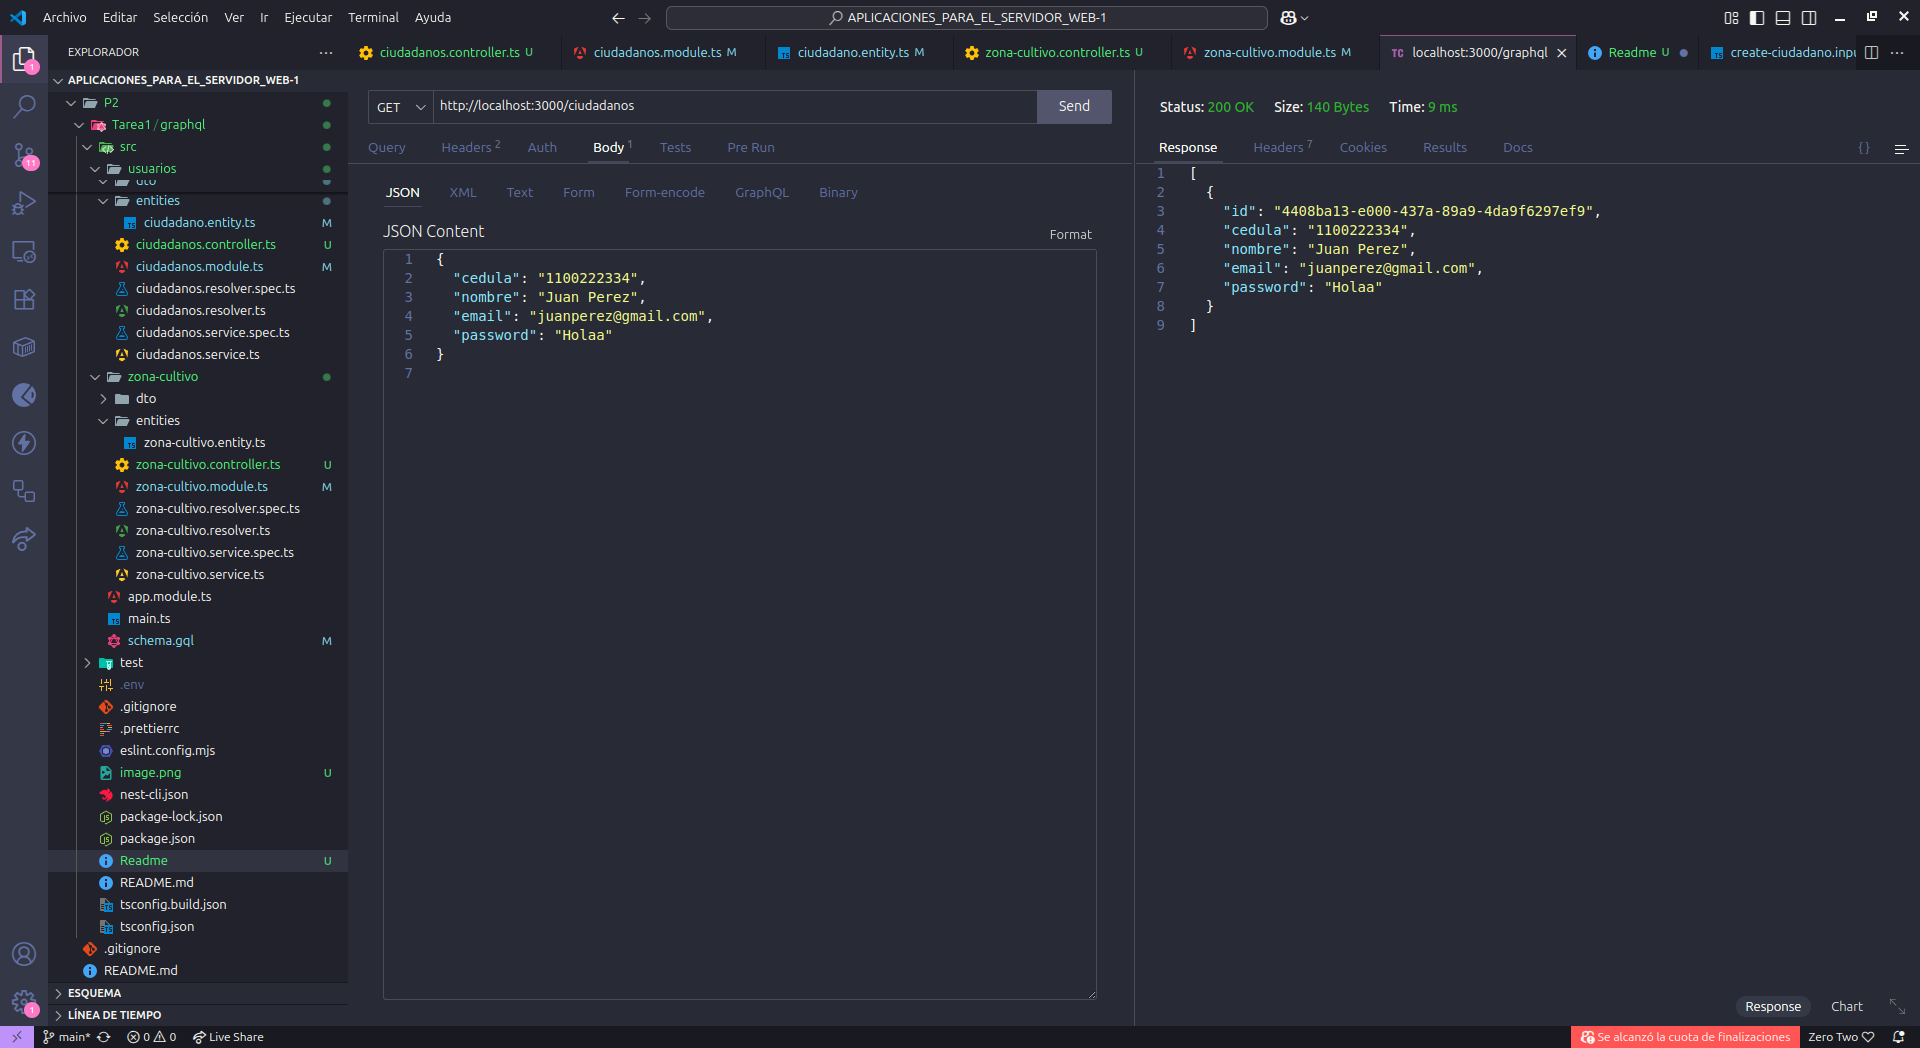 Archivo Editar Selección Ver Ir Ejecutar Terminal Ayuda
APLICACIONES_PARA_EL_SERVIDOR_WEB-1
EXPLORADOR
ciudadanos.controller.ts U
ciudadanos.module.ts M
ciudadano.entity.ts M
zona-cultivo.controller.ts U
zona-cultivo.module.ts M
TC localhost:3000/graphql
Readme U
create-ciudadano.inpu
APLICACIONES_PARA_EL_SERVIDOR_WEB-1
P2
Tarea1 / graphql
src
usuarios
dto
entities
ciudadano.entity.ts M
ciudadanos.controller.ts U
ciudadanos.module.ts M
ciudadanos.resolver.spec.ts
ciudadanos.resolver.ts
ciudadanos.service.spec.ts
ciudadanos.service.ts
zona-cultivo
dto
entities
zona-cultivo.entity.ts
zona-cultivo.controller.ts U
zona-cultivo.module.ts M
zona-cultivo.resolver.spec.ts
zona-cultivo.resolver.ts
zona-cultivo.service.spec.ts
zona-cultivo.service.ts
app.module.ts
main.ts
schema.gql M
test
.env
.gitignore
.prettierrc
eslint.config.mjs
image.png U
nest-cli.json
package-lock.json
package.json
Readme U
README.md
tsconfig.build.json
tsconfig.json
.gitignore
README.md
ESQUEMA
LÍNEA DE TIEMPO
1
11
1
GET http://localhost:3000/ciudadanos Send
Query Headers 2 Auth Body 1 Tests Pre Run
JSON XML Text Form Form-encode GraphQL Binary
JSON Content
Format
1 {
2 "cedula": "1100222334",
3 "nombre": "Juan Perez",
4 "email": "juanperez@gmail.com",
5 "password": "Holaa"
6 }
7
Status: 200 OK Size: 140 Bytes Time: 9 ms
Response Headers 7 Cookies Results Docs {}
1 [
2 {
3 "id": "4408ba13-e000-437a-89a9-4da9f6297ef9",
4 "cedula": "1100222334",
5 "nombre": "Juan Perez",
6 "email": "juanperez@gmail.com",
7 "password": "Holaa"
8 }
9 ]
Response Chart
main* 0 0 Live Share
Se alcanzó la cuota de finalizaciones Zero Two